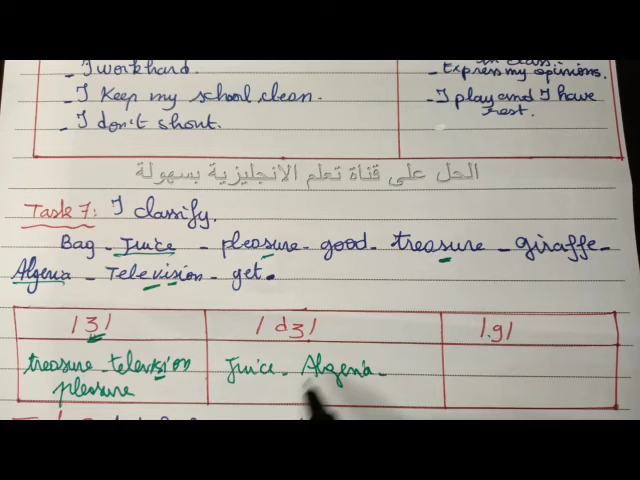 - I work hard.
- I keep my school clean.
- I don't shout.
in class.
- Express my opinions.
- I play and I have
rest.
الحل على قناة تعلم الانجليزية بسهولة
Task 7: I classify.
Bag - Juice - pleasure - good - treasure - giraffe -
Algeria - Television - get.
/ʒ/ /dʒ/ /g/
treasure - television
pleasure
Juice - Algeria -